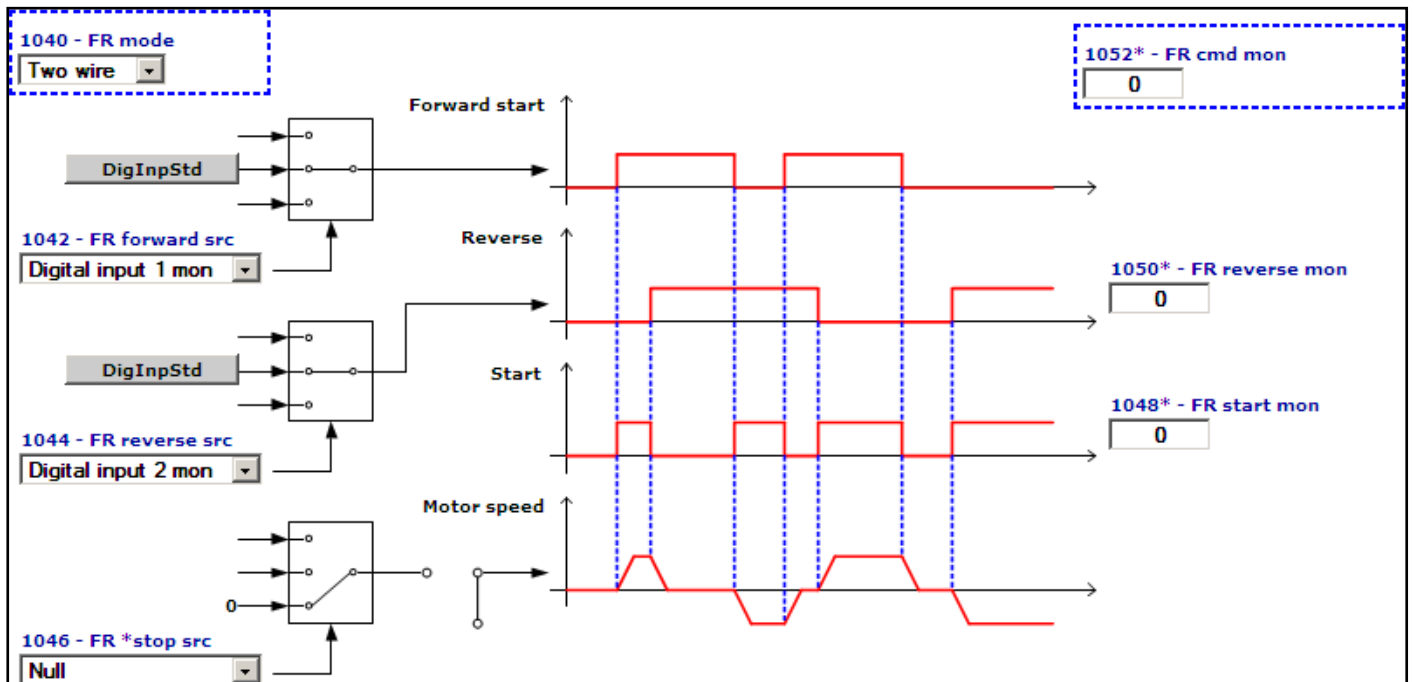 1040 - FR mode
Two wire
1052* - FR cmd mon
0
Forward start
DigInpStd
1042 - FR forward src
Digital input 1 mon
Reverse
1050* - FR reverse mon
0
DigInpStd
Start
1048* - FR start mon
0
1044 - FR reverse src
Digital input 2 mon
Motor speed
0
1046 - FR *stop src
Null